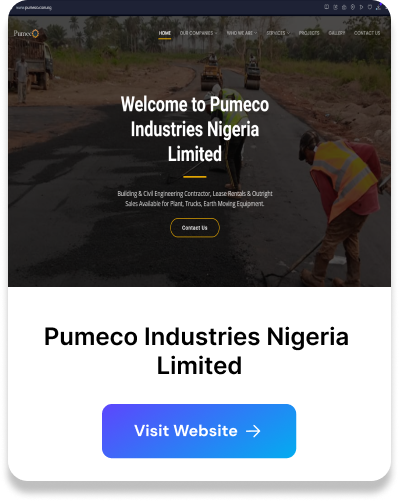 Pumeco
HOME OUR COMPANIES WHO WE ARE SERVICES PROJECTS GALLERY CONTACT US
Welcome to Pumeco
Industries Nigeria
Limited
Building & Civil Engineering Contractor, Lease Rentals & Outright
Sales Available for Plant, Trucks, Earth Moving Equipment.
Contact Us
Pumeco Industries Nigeria
Limited
Visit Website